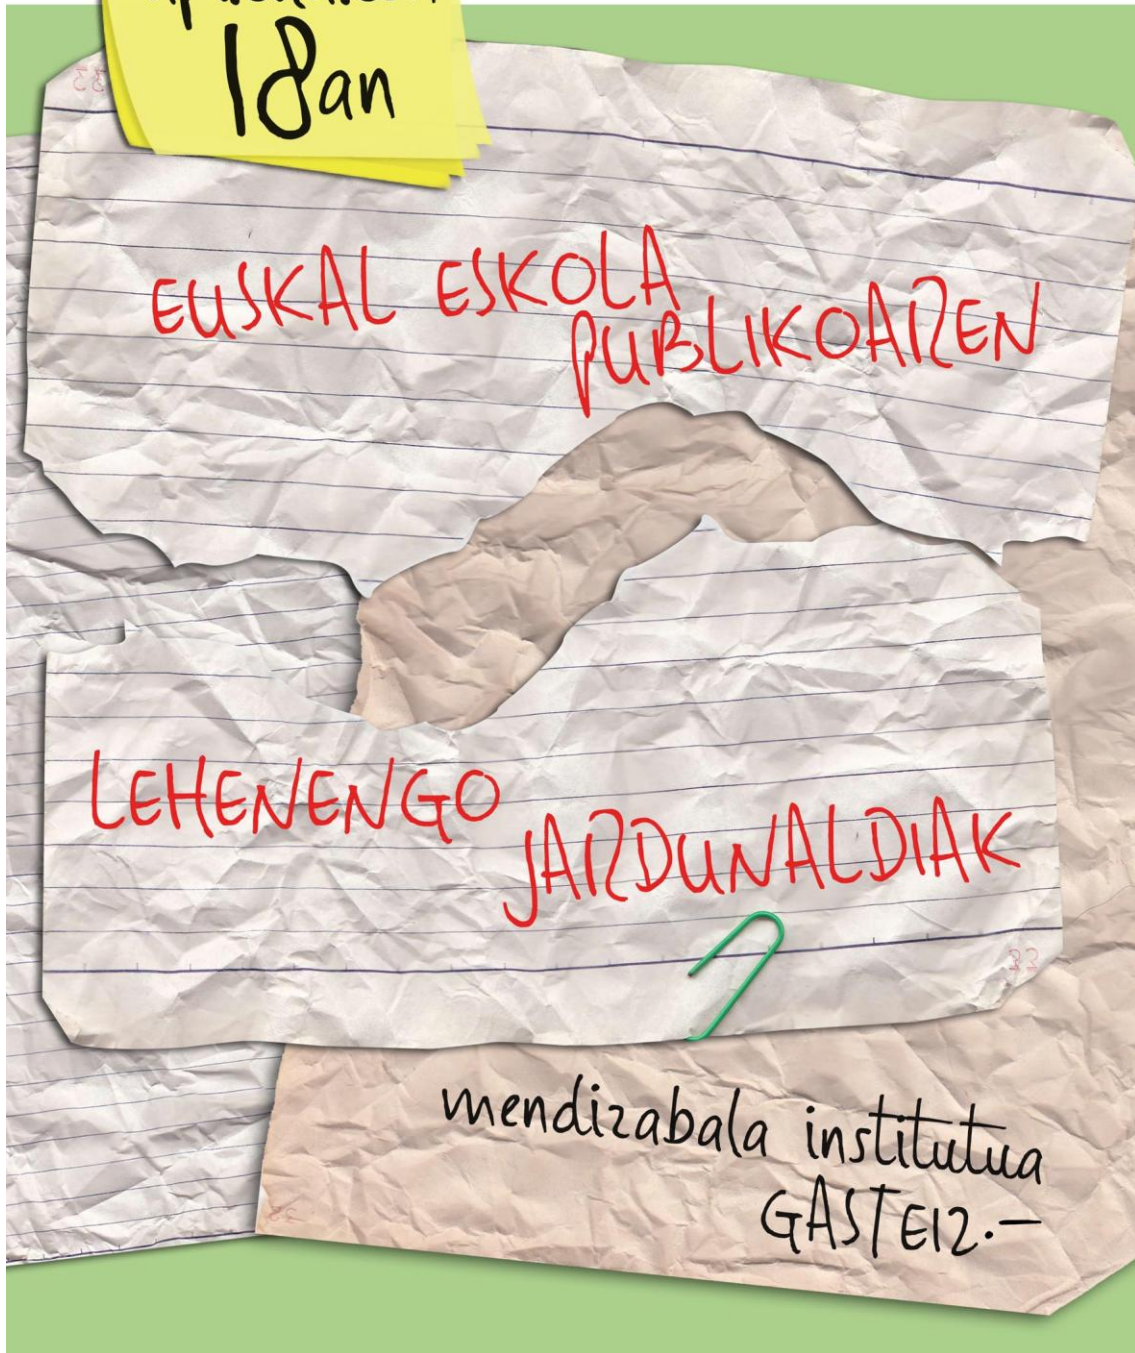 18an
EUSKAL ESKOLA
PUBLIKOAREN
LEHENENGO
JARDUNALDIAK
mendizabala institutua
GASTEIZ.-